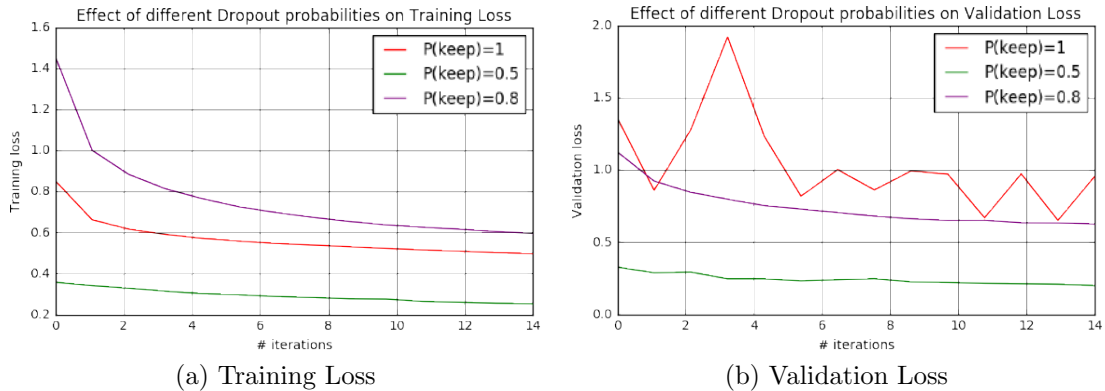 Effect of different Dropout probabilities on Training Loss
1.6
1.4
1.2
1.0
0.8
0.6
0.4
0.2
Training loss
P(keep)=1
P(keep)=0.5
P(keep)=0.8
0 2 4 6 8 10 12 14
# iterations
(a) Training Loss
Effect of different Dropout probabilities on Validation Loss
2.0
1.5
1.0
0.5
0.0
Validation loss
P(keep)=1
P(keep)=0.5
P(keep)=0.8
0 2 4 6 8 10 12 14
# iterations
(b) Validation Loss